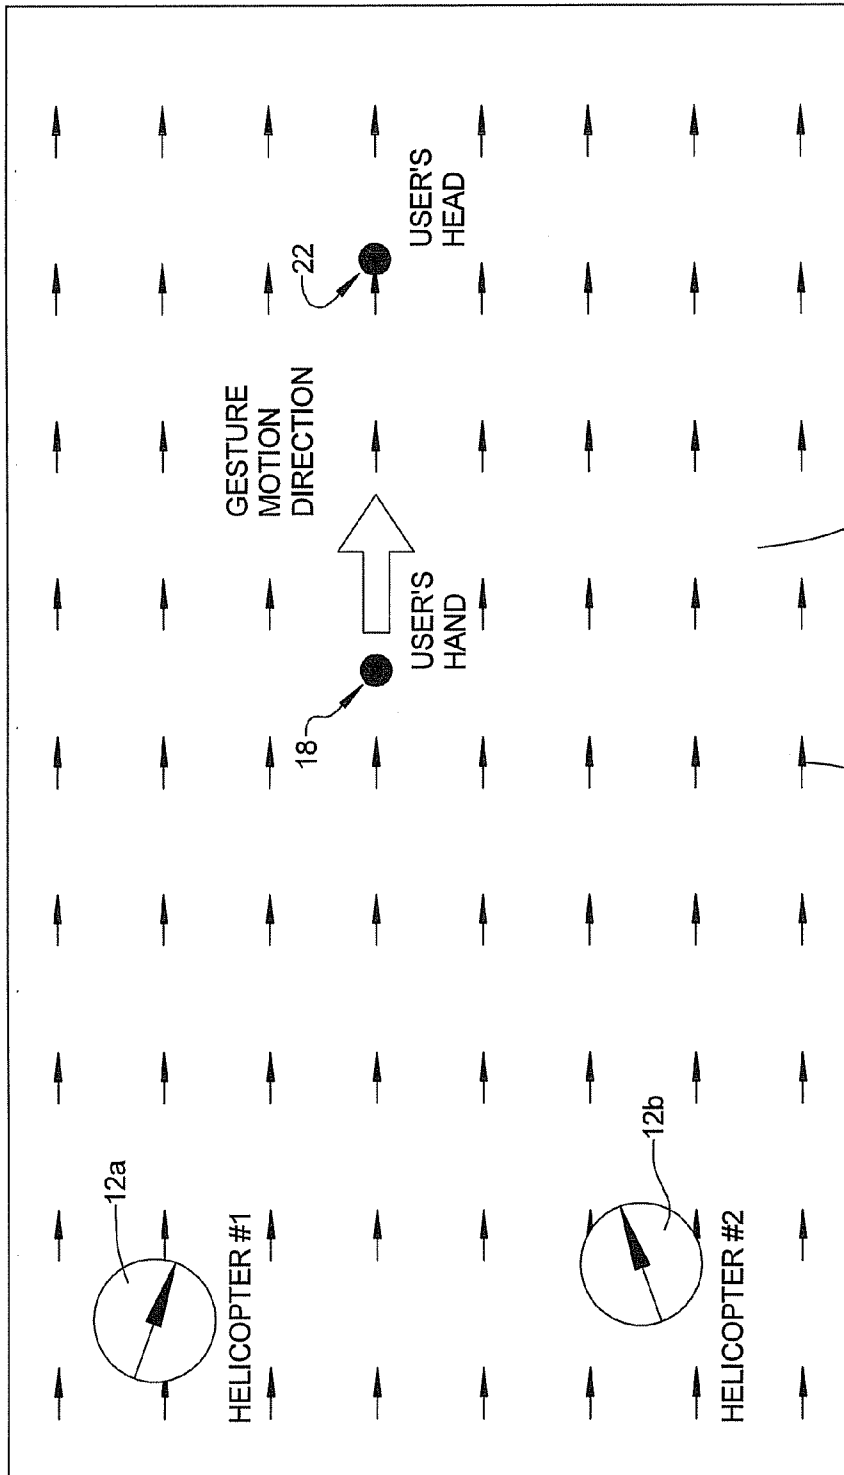 12a
HELICOPTER #1
GESTURE
MOTION
DIRECTION
18
22
USER'S
HAND
USER'S
HEAD
12b
HELICOPTER #2